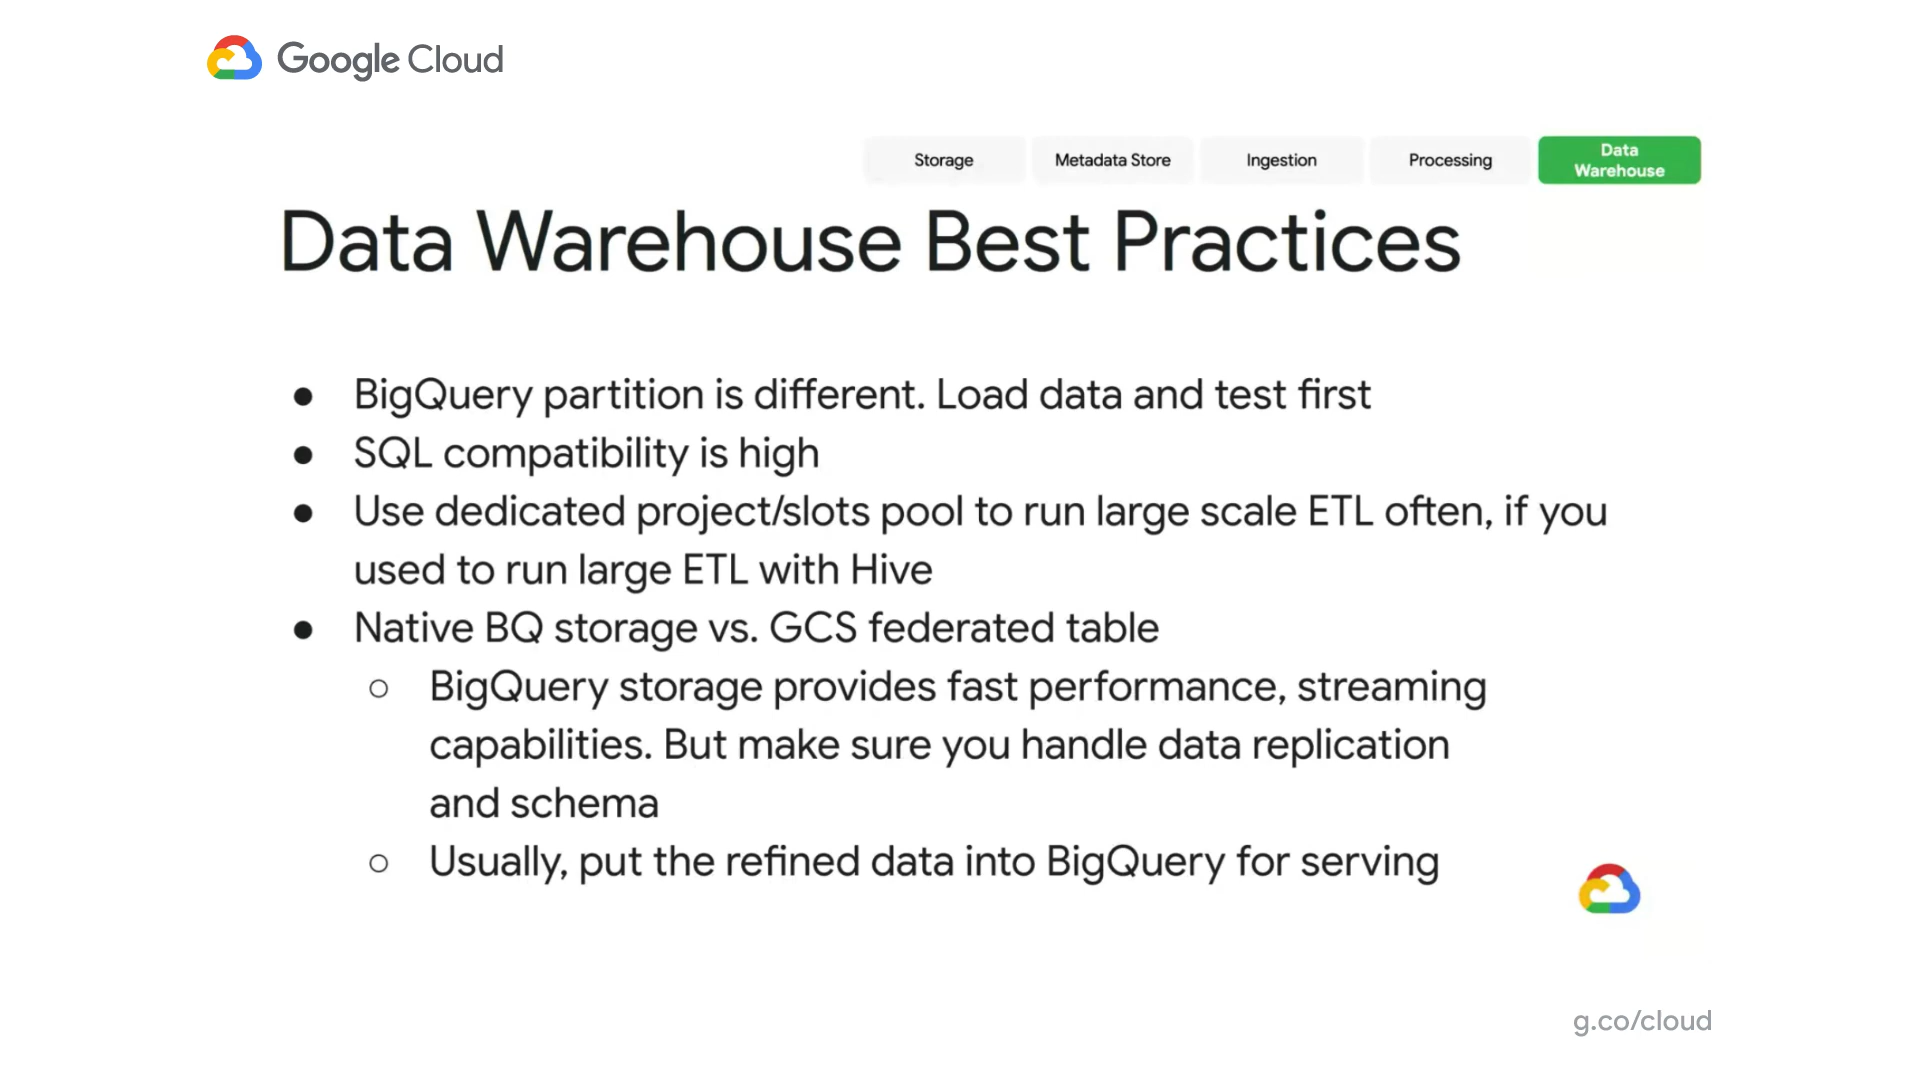 Google Cloud
Storage
Metadata Store
Ingestion
Processing
Data
Warehouse
Data Warehouse Best Practices
● BigQuery partition is different. Load data and test first
● SQL compatibility is high
● Use dedicated project/slots pool to run large scale ETL often, if you
used to run large ETL with Hive
● Native BQ storage vs. GCS federated table
○ BigQuery storage provides fast performance, streaming
capabilities. But make sure you handle data replication
and schema
○ Usually, put the refined data into BigQuery for serving
g.co/cloud